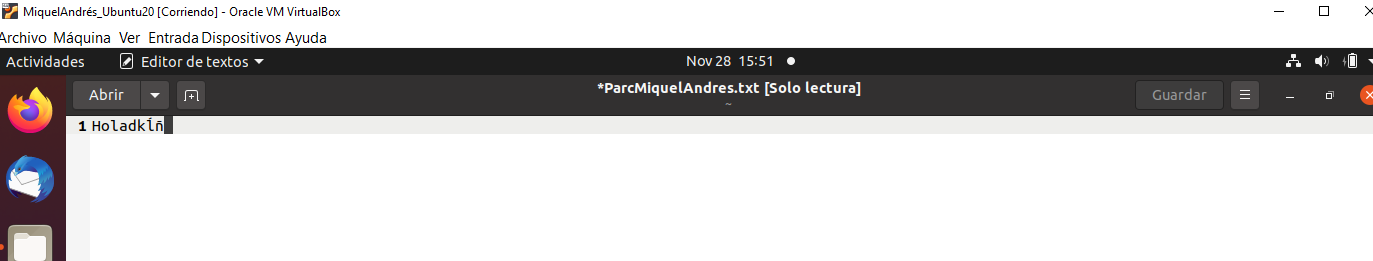 MiquelAndrés_Ubuntu20 [Corriendo] - Oracle VM VirtualBox
Archivo Máquina Ver Entrada Dispositivos Ayuda
Actividades Editor de textos Nov 28 15:51
Abrir *ParcMiquelAndres.txt [Solo lectura] Guardar
~
1 Holadkĺñ